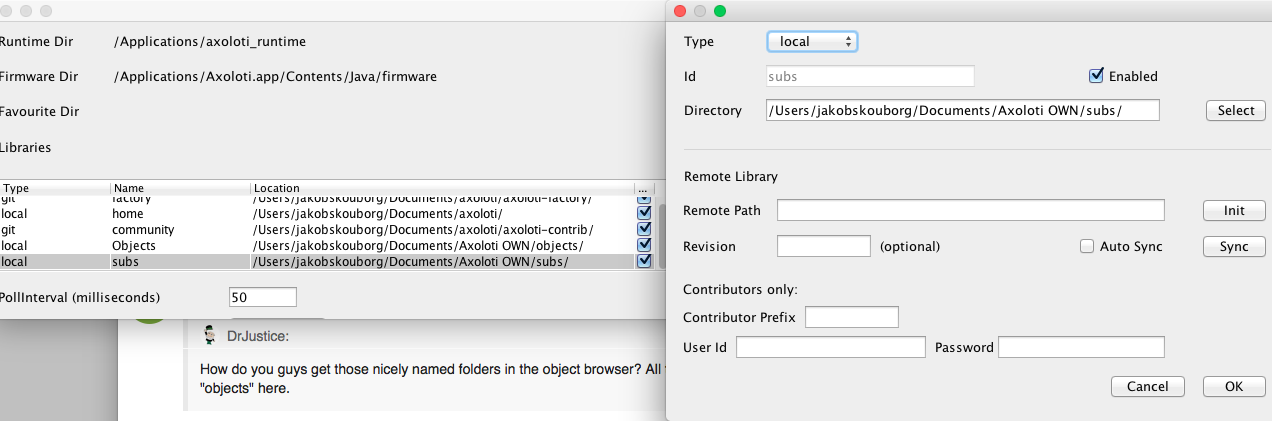 Runtime Dir /Applications/axoloti_runtime
Firmware Dir /Applications/Axoloti.app/Contents/Java/firmware
Favourite Dir
Libraries
Type Name Location ...
git factory /Users/jakobskouborg/Documents/axoloti/axoloti-factory/
local home /Users/jakobskouborg/Documents/axoloti/
git community /Users/jakobskouborg/Documents/axoloti/axoloti-contrib/
local Objects /Users/jakobskouborg/Documents/Axoloti OWN/objects/
local subs /Users/jakobskouborg/Documents/Axoloti OWN/subs/
PollInterval (milliseconds) 50
DrJustice:
How do you guys get those nicely named folders in the object browser? All
"objects" here.
Type local
Id subs Enabled
Directory /Users/jakobskouborg/Documents/Axoloti OWN/subs/ Select
Remote Library
Remote Path Init
Revision (optional) Auto Sync Sync
Contributors only:
Contributor Prefix
User Id Password
Cancel OK